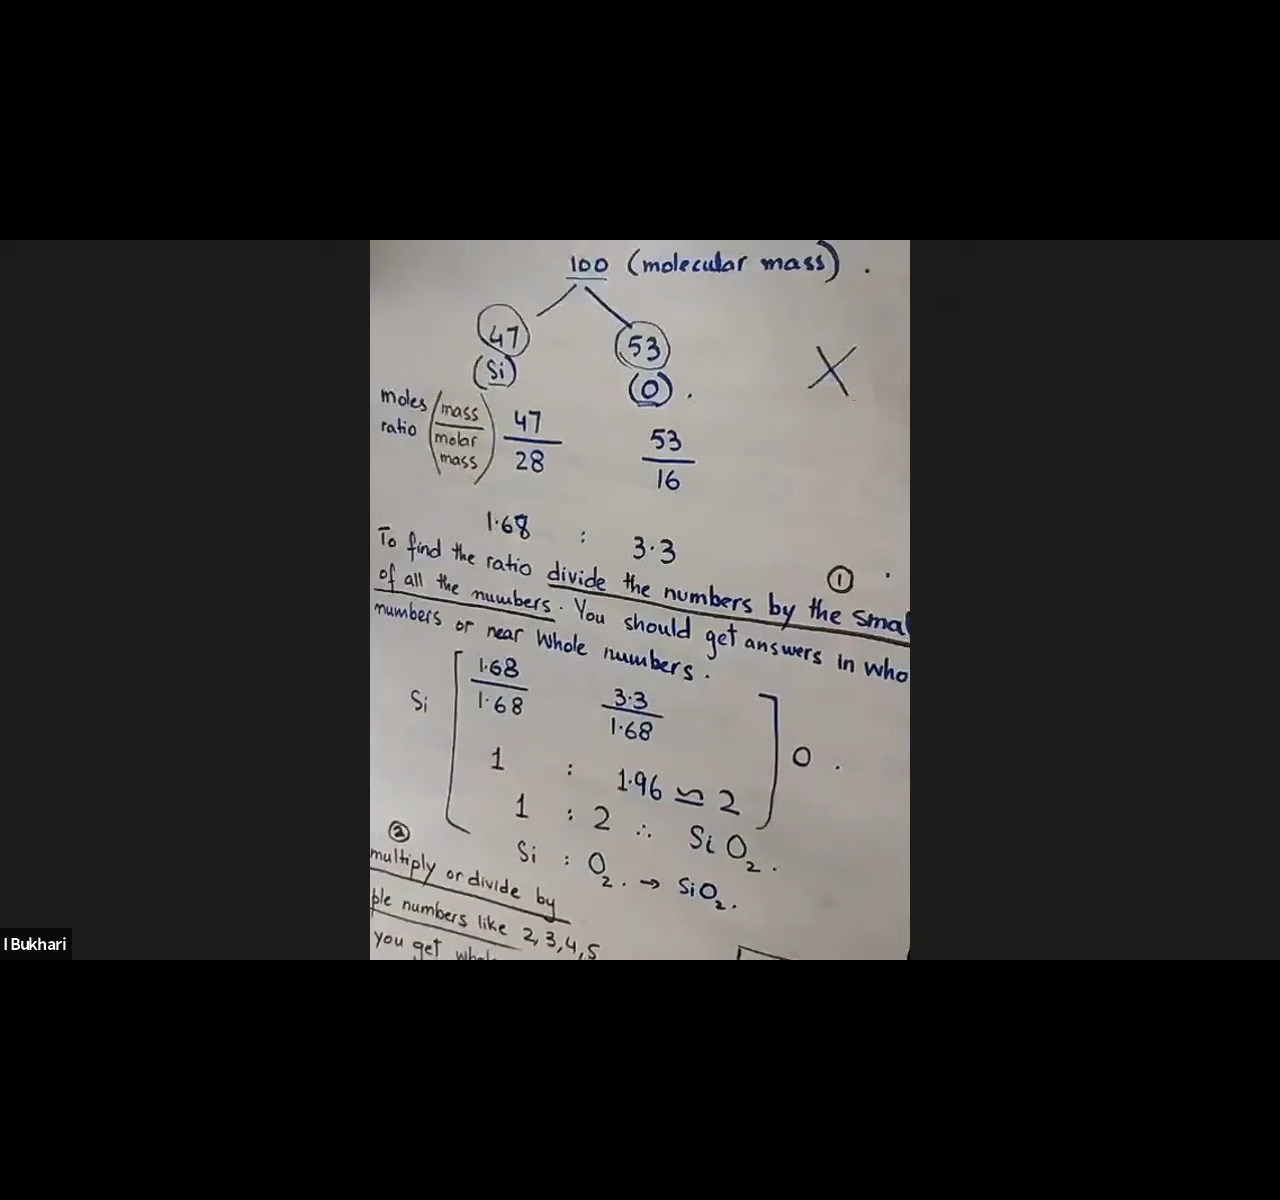 100 (molecular mass) .
47 53
(Si) (O) .
moles ratio (mass / molar mass) 47/28 53/16
1.68 : 3.3
To find the ratio divide the numbers by the
of all the numbers. You should get answers in
numbers or near Whole numbers.
①
Si [ 1.68/1.68 3.3/1.68 ] O .
1 : 1.96 ≃ 2
1 : 2 ∴ SiO2.
Si : O2. → SiO2.
②
multiply or divide by
numbers like 2,3,4,5
you get
X
I Bukhari